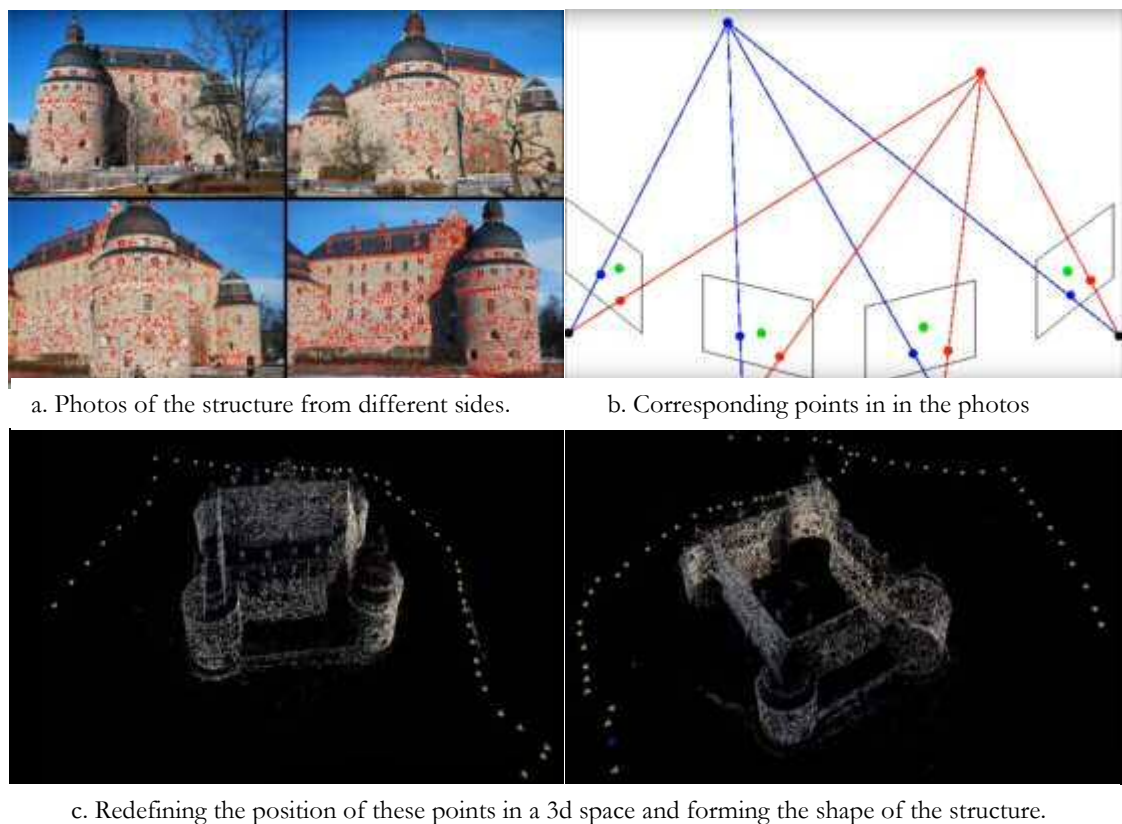 a. Photos of the structure from different sides.
b. Corresponding points in in the photos
c. Redefining the position of these points in a 3d space and forming the shape of the structure.